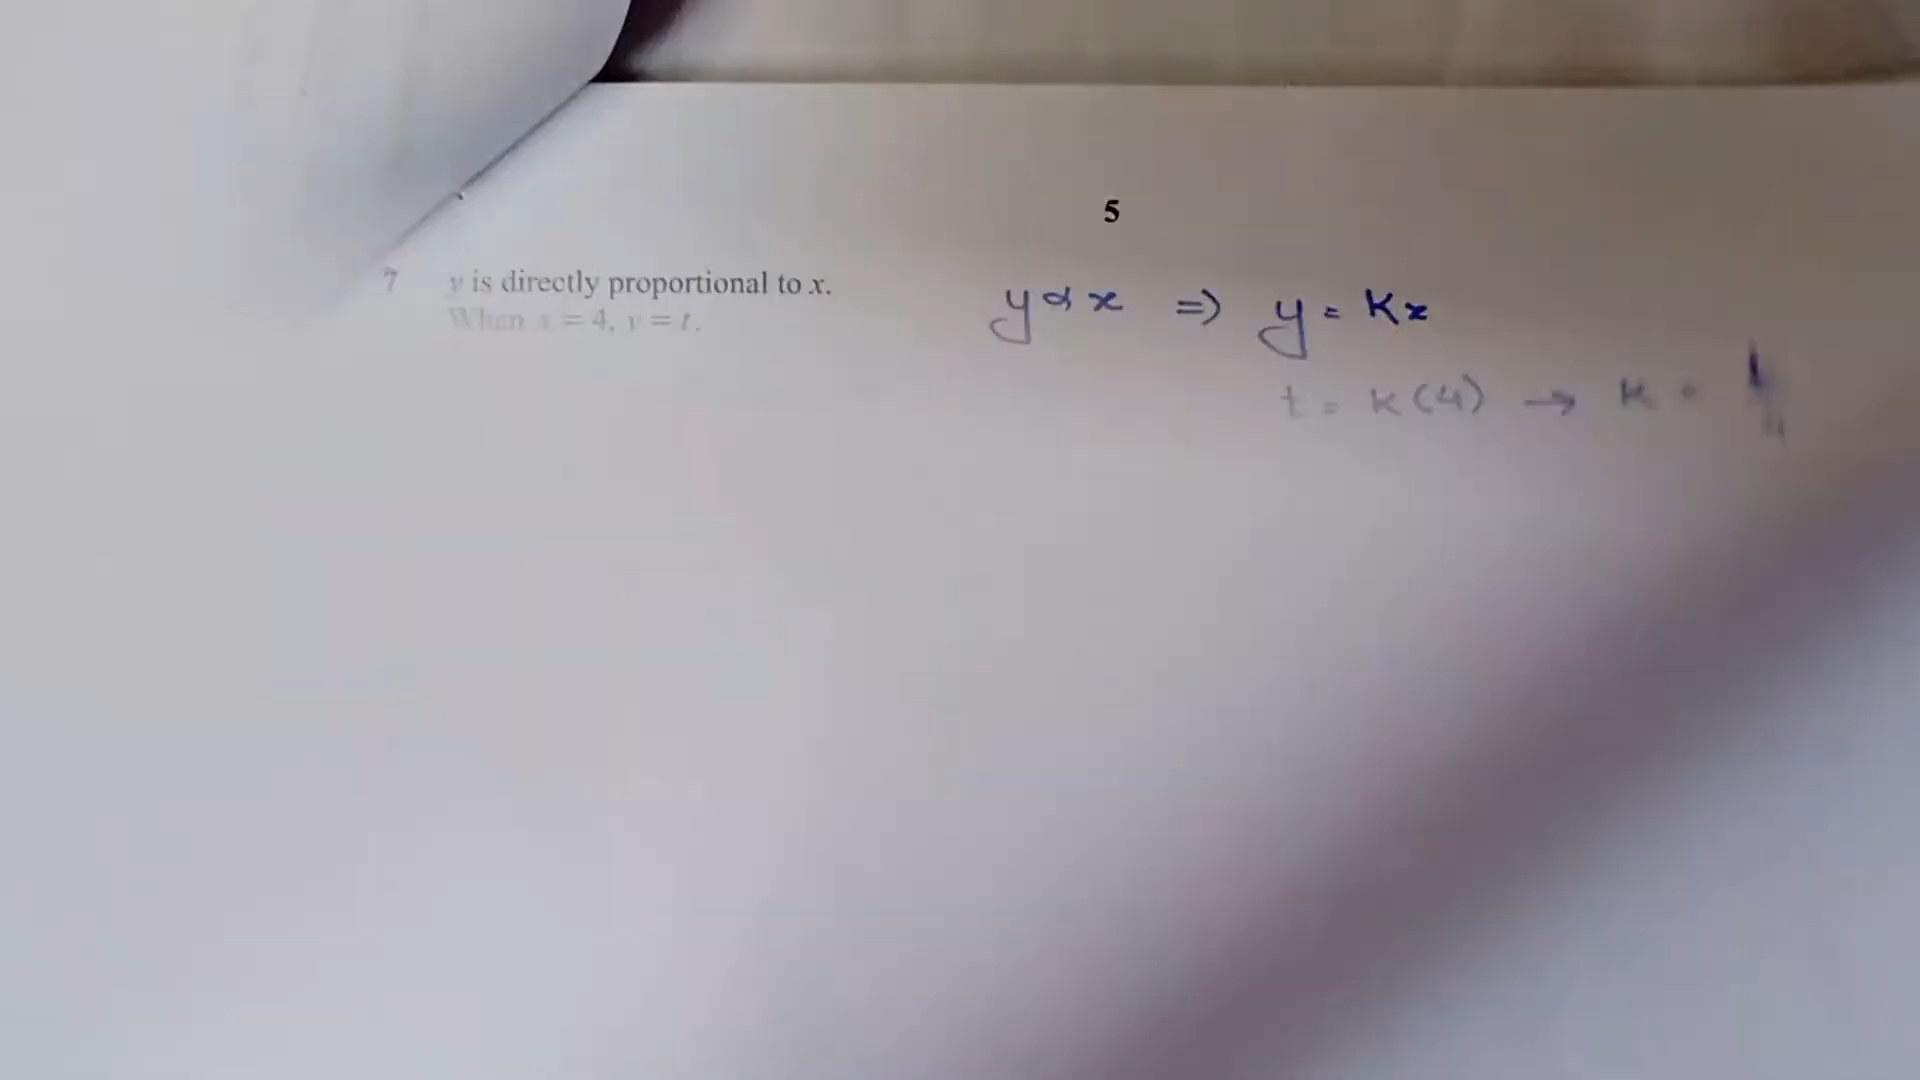 5
7 y is directly proportional to x. y ∝ x ⇒ y = kx
When x = 4, y = t.
t = k(4) → k =